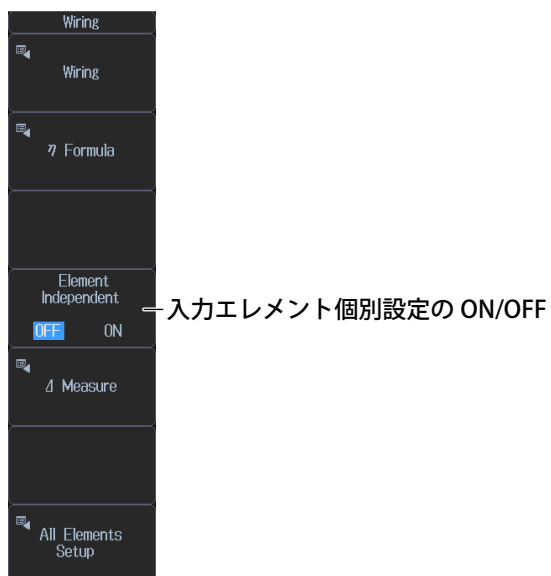 Wiring
Wiring
η Formula
Element
Independent
OFF ON
入力エレメント個別設定の ON/OFF
Δ Measure
All Elements
Setup